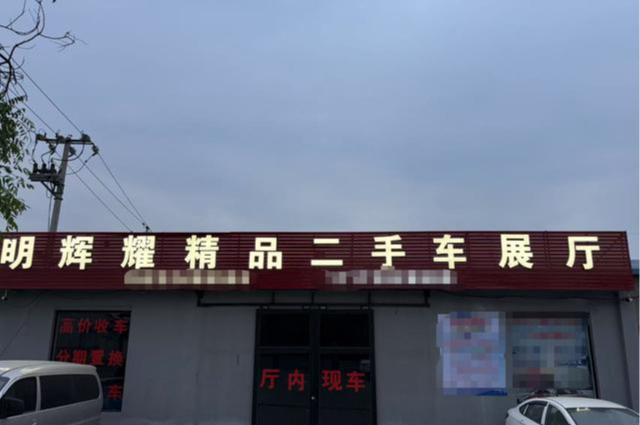 明辉耀精品二手车展厅
高价收车
分期置换
车
厅内现车